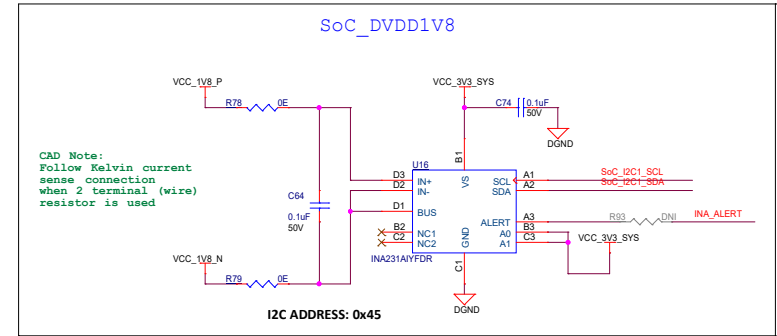 SoC_DVDD1V8
VCC_1V8_P
VCC_3V3_SYS
R78
0E
C74
0.1uF
50V
DGND
CAD Note:
Follow Kelvin current
sense connection
when 2 terminal (wire)
resistor is used
C64
0.1uF
50V
U16
B1
VS
D3
IN+
D2
IN-
D1
BUS
B2
NC1
C2
NC2
GND
C1
SCL
A1
SoC_I2C1_SCL
SDA
A2
SoC_I2C1_SDA
ALERT
A3
R93
DNI
INA_ALERT
A0
B3
A1
C3
VCC_3V3_SYS
INA231AIYFDR
VCC_1V8_N
R79
0E
DGND
I2C ADDRESS: 0x45